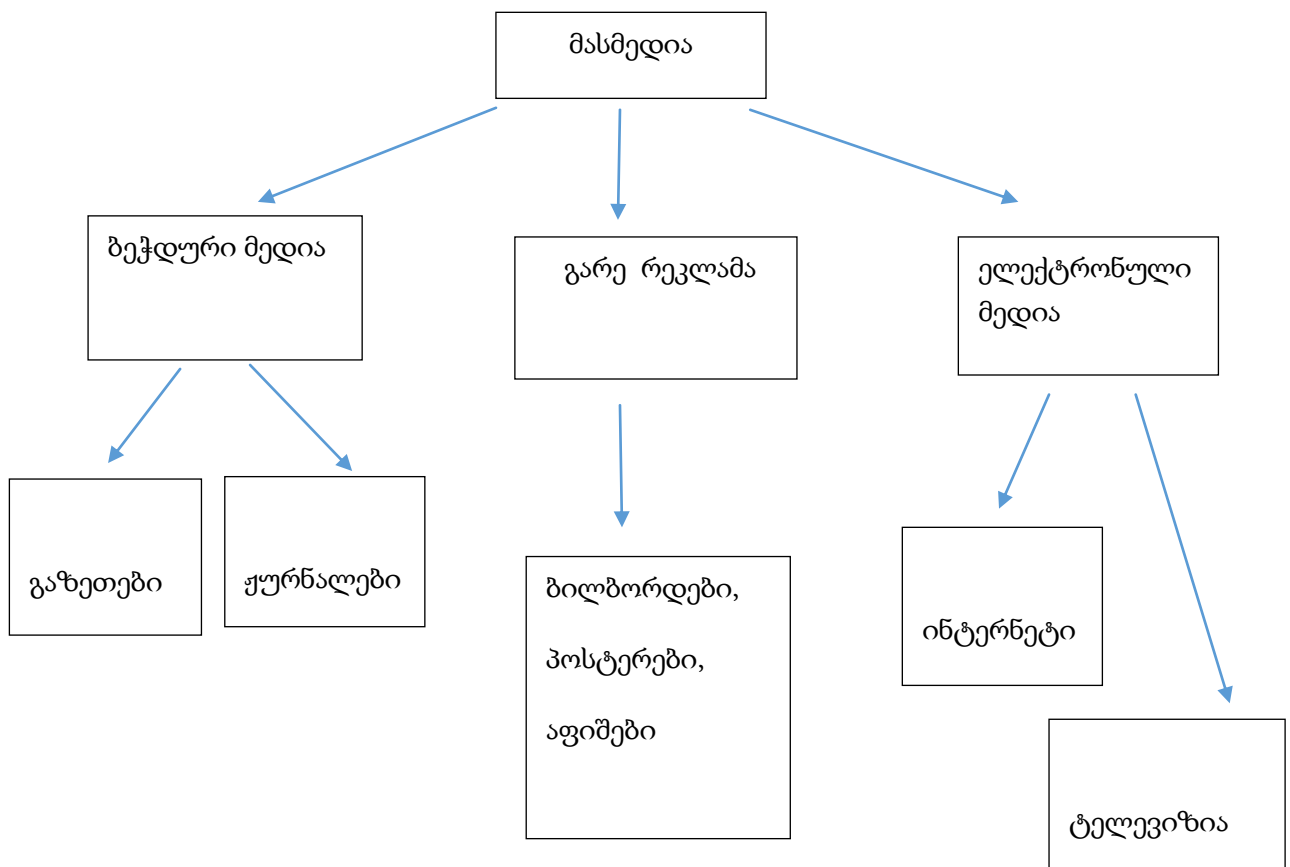 მასმედია
ბეჭდური მედია
გარე რეკლამა
ელექტრონული
მედია
გაზეთები
ჟურნალები
ბილბორდები,
პოსტერები,
აფიშები
ინტერნეტი
ტელევიზია